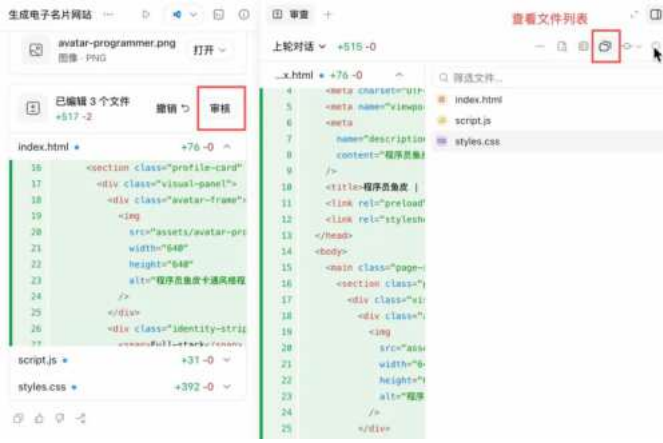 生成电子名片网站 ···
avatar-programmer.png
图像 · PNG
打开
已编辑 3 个文件
+517 -2
撤销
审核
index.html
+76 -0
16 <section class="profile-card"
17 <div class="visual-panel">
18 <div class="avatar-frame">
19 <img
20 src="assets/avatar-pro
21 width="640"
22 height="640"
23 alt="程序员鱼皮卡通风格程
24 />
25 </div>
26 <div class="identity-strip
27 <span>Full-stack</span>
script.js
+31 -0
styles.css
+392 -0
审查
查看文件列表
上轮对话
+515 -0
...x.html
+76 -0
4 <meta charset="UTF-
5 <meta name="viewpo
6 <meta
7 name="description
8 content="程序员鱼
9 />
10 <title>程序员鱼皮 |
11 <link rel="preload"
12 <link rel="stylesh
13 </head>
14 <body>
15 <main class="page-
16 <section class="p
17 <div class="vis
18 <div class="a
19 <img
20 src="asse
21 width="6
22 height="6
23 alt="程序
24 />
25 </div>
筛选文件...
index.html
script.js
styles.css